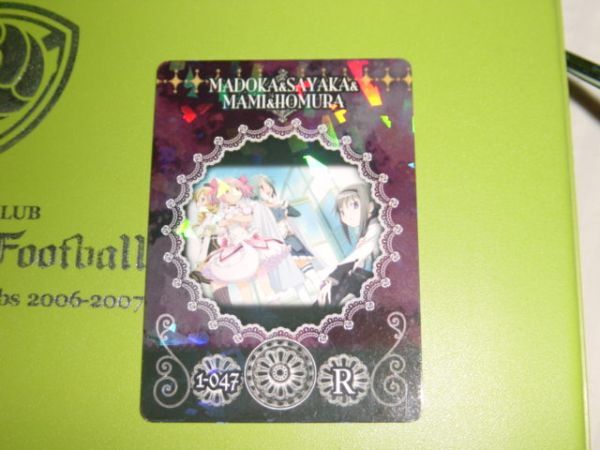 MADOKA&SAYAKA&
MAMI&HOMURA
1-047
R
CLUB
Football
bs 2006-2007